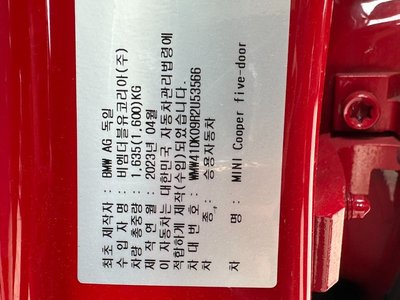 최초 제작자 : BMW AG 독일
수 입 자 명 : 비엠더블유코리아(주)
차량 총중량 : 1,635(1,600)KG
제 작 연 월 : 2023년 04월
이 자동차는 대한민국 자동차관리법령에
적합하게 제작(수입)되었습니다.
차 대 번 호 : WMW41DK09R2U53566
차 종 : 승용자동차
차 명 : MINI Cooper five-door